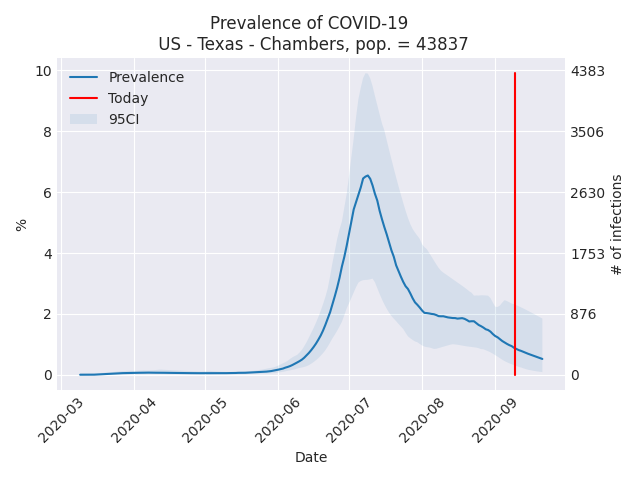 Prevalence of COVID-19
US - Texas - Chambers, pop. = 43837
Prevalence
Today
95CI
10
8
6
4
2
0
%
4383
3506
2630
1753
876
0
# of infections
2020-03
2020-04
2020-05
2020-06
2020-07
2020-08
2020-09
Date